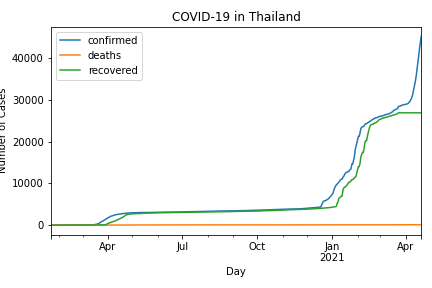 COVID-19 in Thailand
confirmed
deaths
recovered
Number of Cases
40000
30000
20000
10000
0
Apr
Jul
Oct
Jan
2021
Apr
Day